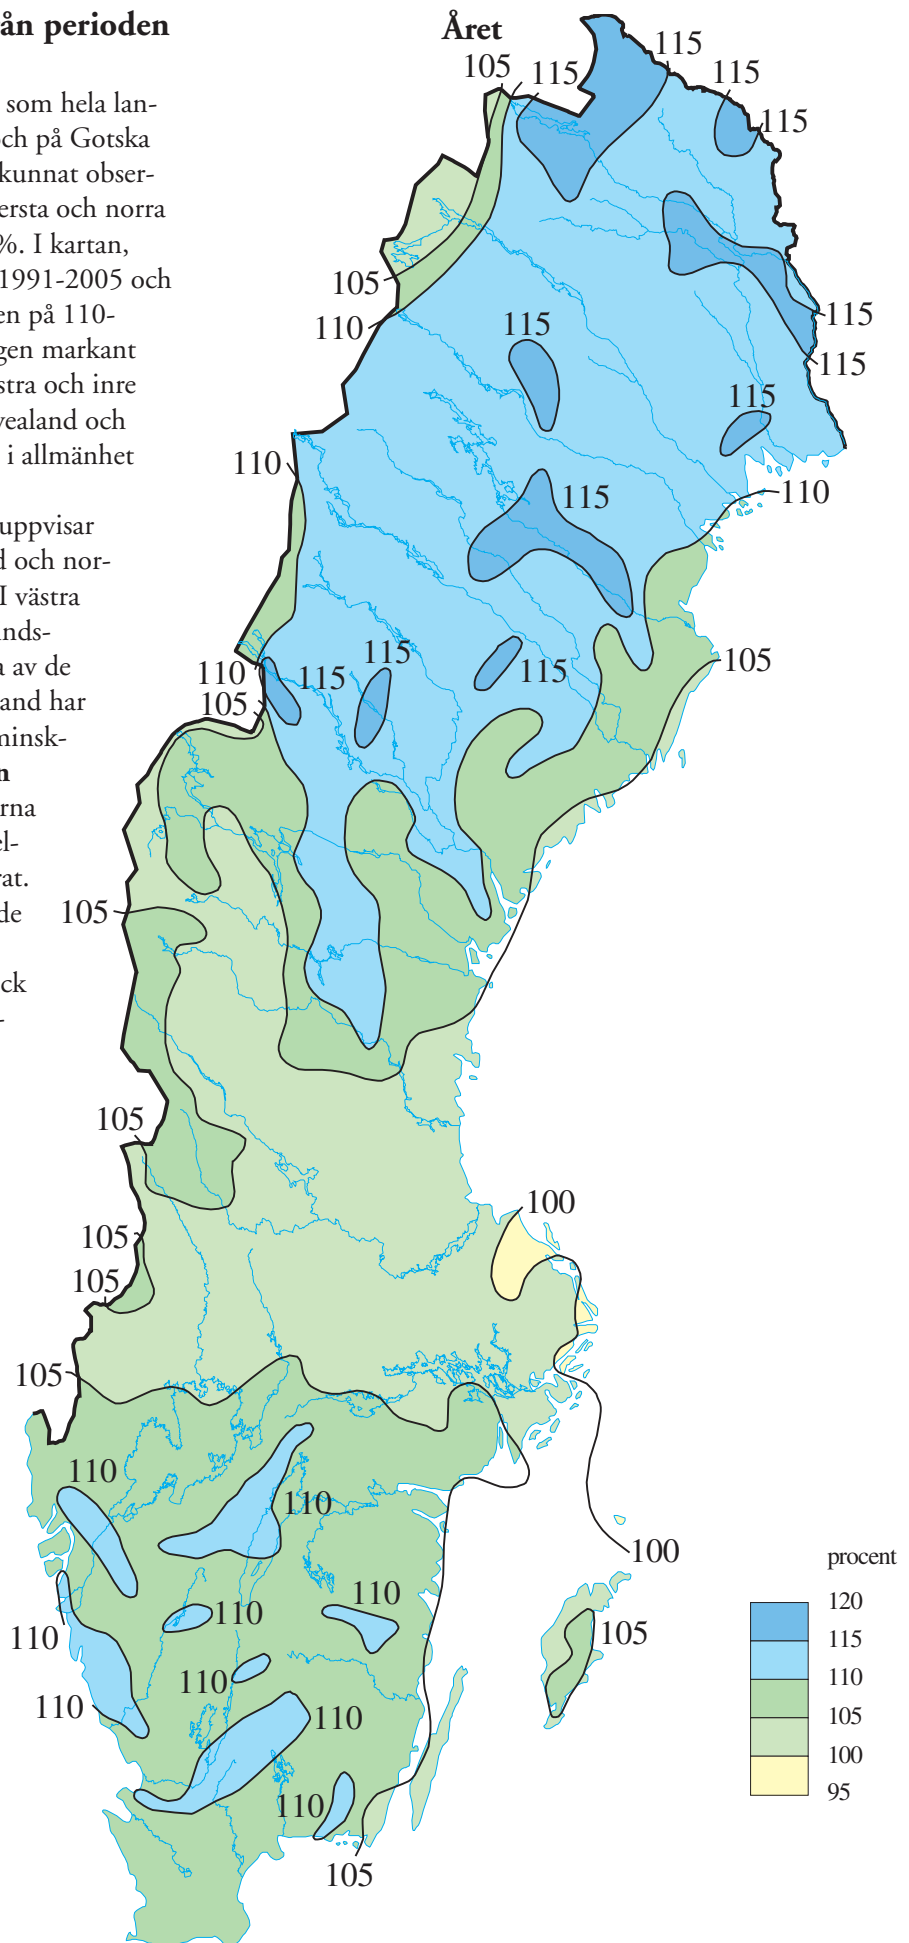 ån perioden
som hela lan-
och på Gotska
kunnat obser-
ersta och norra
%. I kartan,
1991-2005 och
en på 110-
gen markant
stra och inre
vealand och
i allmänhet
uppvisar
d och nor-
I västra
nds-
a av de
and har
minsk-
n
rna
el-
rat.
de
ck
-
Året
105
115
115
115
115
105
110
115
115
115
115
110
115
110
110
115
115
115
105
105
105
105
100
105
105
105
110
110
110
110
100
110
105
110
110
110
110
105
procent
120
115
110
105
100
95